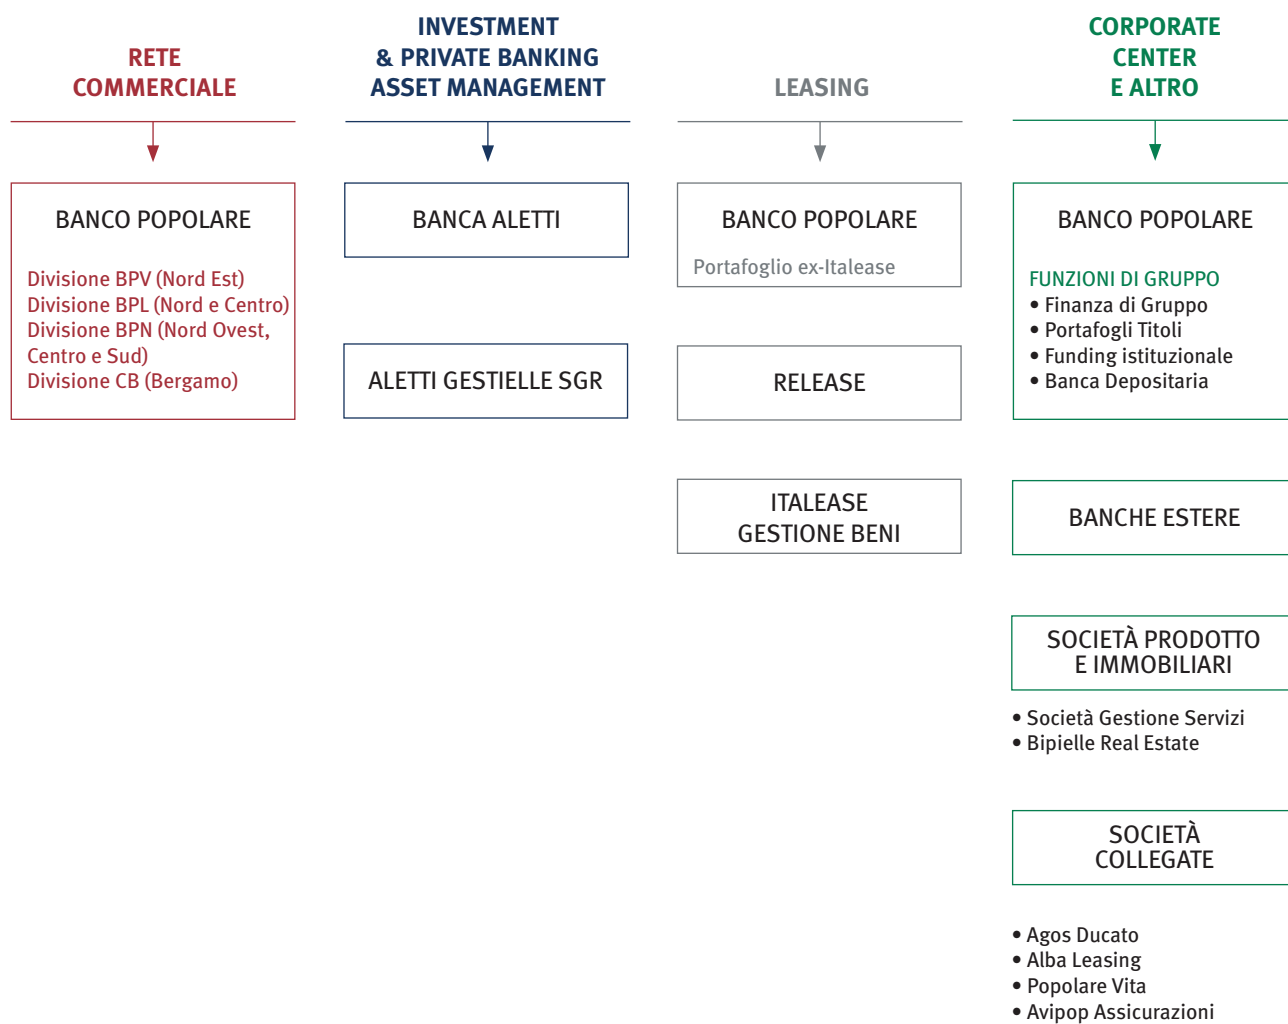 RETE
COMMERCIALE
BANCO POPOLARE
Divisione BPV (Nord Est)
Divisione BPL (Nord e Centro)
Divisione BPN (Nord Ovest,
Centro e Sud)
Divisione CB (Bergamo)
INVESTMENT
& PRIVATE BANKING
ASSET MANAGEMENT
BANCA ALETTI
ALETTI GESTIELLE SGR
LEASING
BANCO POPOLARE
Portafoglio ex-Italease
RELEASE
ITALEASE
GESTIONE BENI
CORPORATE
CENTER
E ALTRO
BANCO POPOLARE
FUNZIONI DI GRUPPO
• Finanza di Gruppo
• Portafogli Titoli
• Funding istituzionale
• Banca Depositaria
BANCHE ESTERE
SOCIETÀ PRODOTTO
E IMMOBILIARI
• Società Gestione Servizi
• Bipielle Real Estate
SOCIETÀ
COLLEGATE
• Agos Ducato
• Alba Leasing
• Popolare Vita
• Avipop Assicurazioni